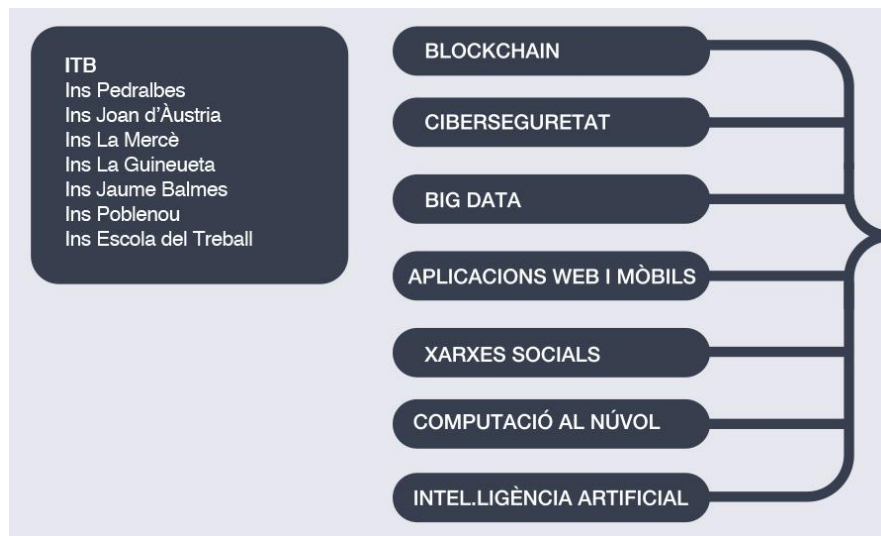 ITB
Ins Pedralbes
Ins Joan d'Àustria
Ins La Mercè
Ins La Guineueta
Ins Jaume Balmes
Ins Poblenou
Ins Escola del Treball
BLOCKCHAIN
CIBERSEGURETAT
BIG DATA
APLICACIONS WEB I MÒBILS
XARXES SOCIALS
COMPUTACIÓ AL NÚVOL
INTEL.LIGÈNCIA ARTIFICIAL